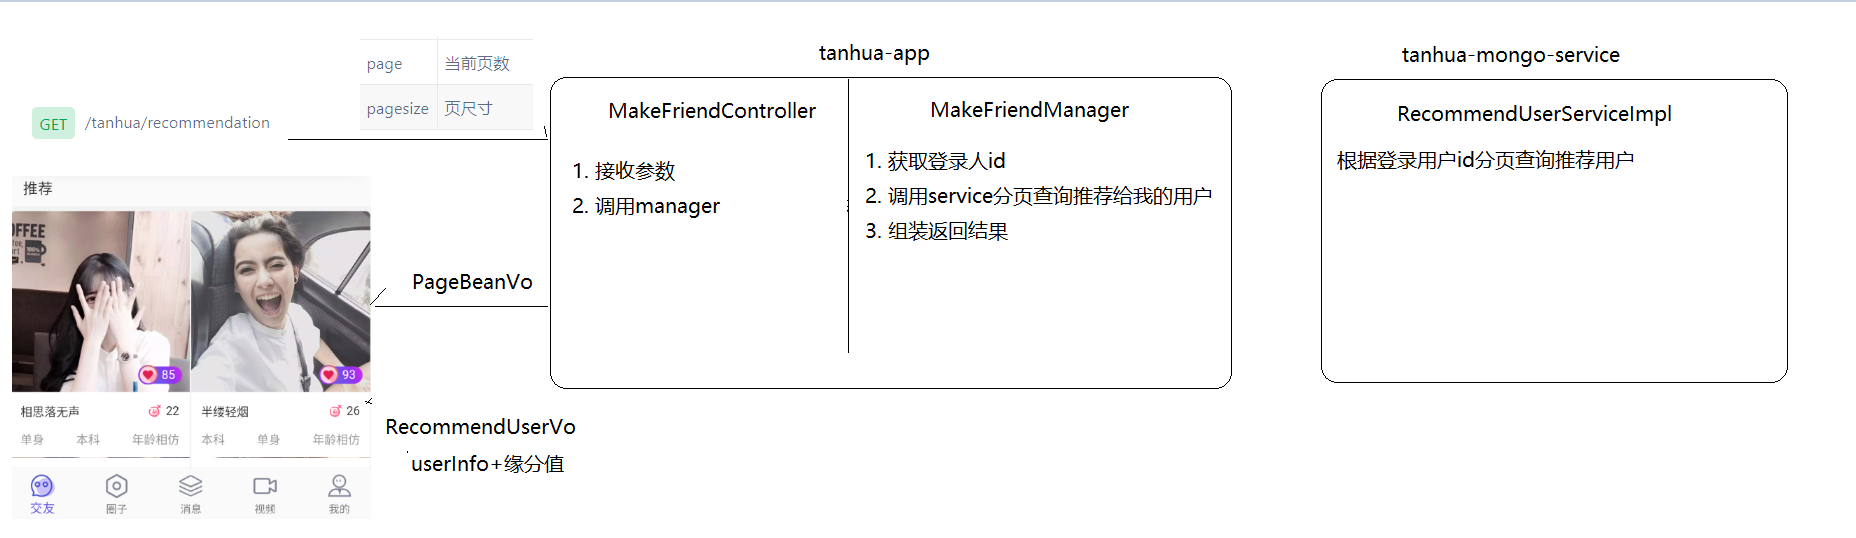 page 当前页数
pagesize 页尺寸
GET /tanhua/recommendation
推荐
OFFEE
85
93
相思落无声 22
单身 本科 年龄相仿
半缕轻烟 26
本科 单身 年龄相仿
交友 圈子 消息 视频 我的
PageBeanVo
RecommendUserVo
userInfo+缘分值
tanhua-app
MakeFriendController
1. 接收参数
2. 调用manager
MakeFriendManager
1. 获取登录人id
2. 调用service分页查询推荐给我的用户
3. 组装返回结果
tanhua-mongo-service
RecommendUserServiceImpl
根据登录用户id分页查询推荐用户